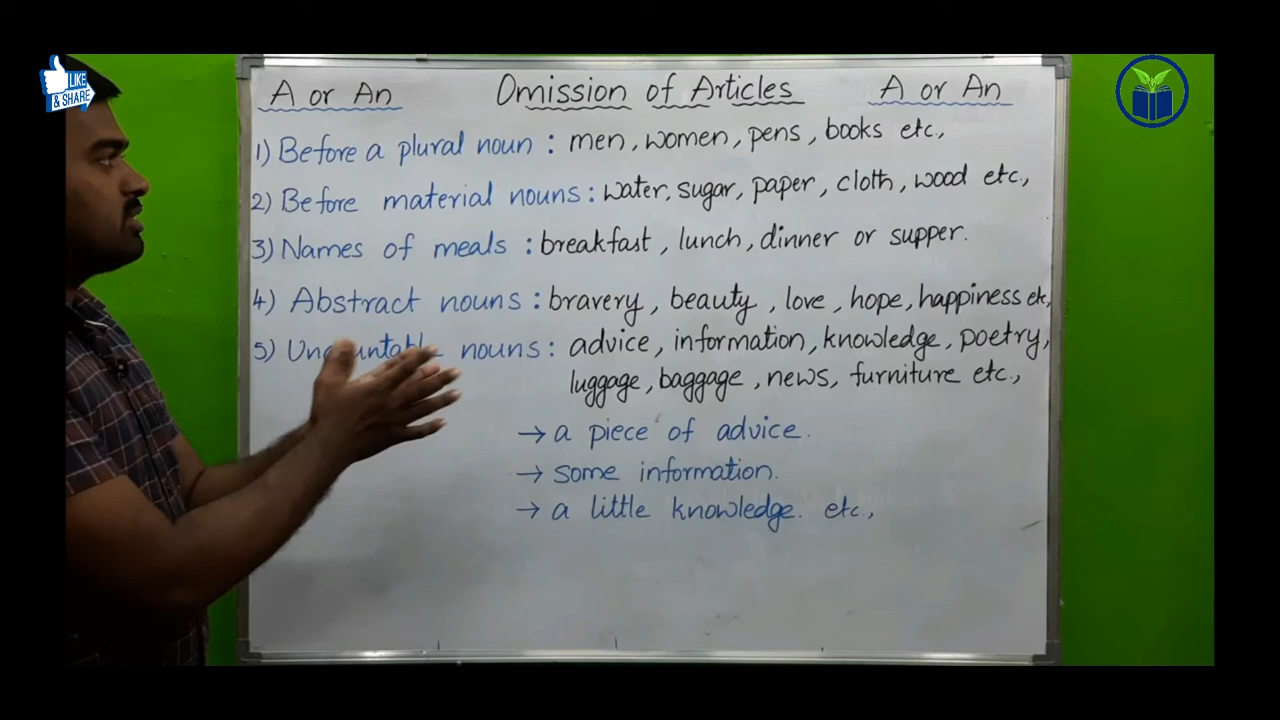 LIKE
& SHARE
A or An Omission of Articles A or An
1) Before a plural noun : men, women, pens, books etc.,
2) Before material nouns : water, sugar, paper, cloth, wood etc.,
3) Names of meals : breakfast, lunch, dinner or supper.
4) Abstract nouns : bravery, beauty, love, hope, happiness etc,
5) Uncountable nouns : advice, information, knowledge, poetry,
luggage, baggage, news, furniture etc.,
→ a piece of advice.
→ some information.
→ a little knowledge. etc.,